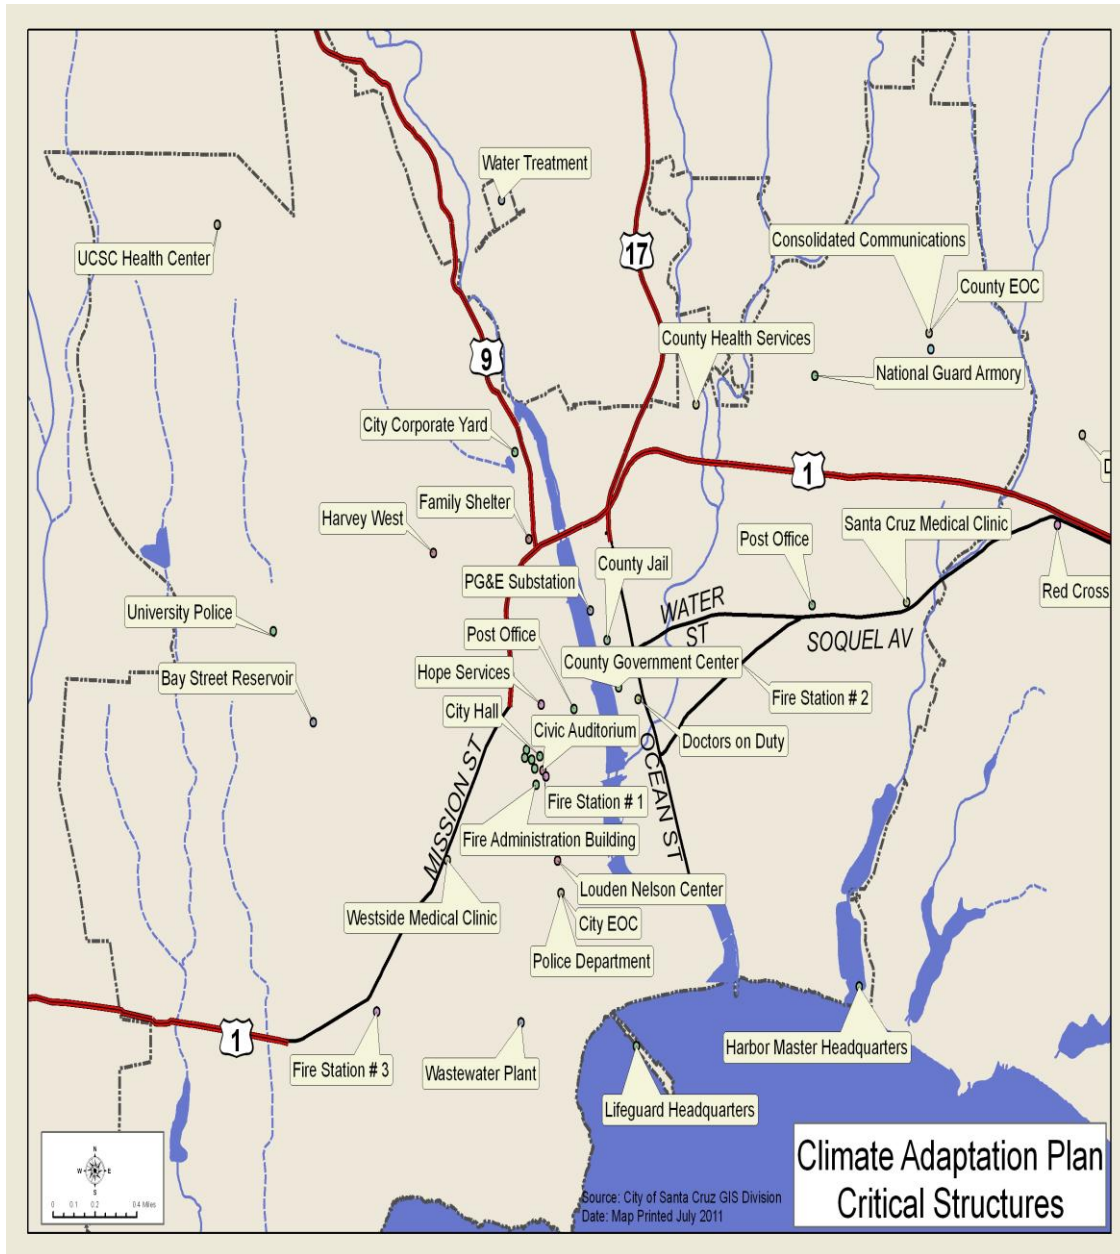 Water Treatment
UCSC Health Center
17
Consolidated Communications
County EOC
9
County Health Services
National Guard Armory
City Corporate Yard
1
D
Family Shelter
Harvey West
Santa Cruz Medical Clinic
Post Office
County Jail
PG&E Substation
Red Cross
WATER
ST
University Police
Post Office
SOQUEL AV
County Government Center
Bay Street Reservoir
Hope Services
Fire Station # 2
City Hall
Civic Auditorium
Doctors on Duty
OCEAN ST
MISSION ST
Fire Station # 1
Fire Administration Building
Louden Nelson Center
Westside Medical Clinic
City EOC
Police Department
1
Harbor Master Headquarters
Fire Station # 3
Wastewater Plant
Lifeguard Headquarters
N
W E
S
0 0.1 0.2 0.4 Miles
Climate Adaptation Plan
Critical Structures
Source: City of Santa Cruz GIS Division
Date: Map Printed July 2011